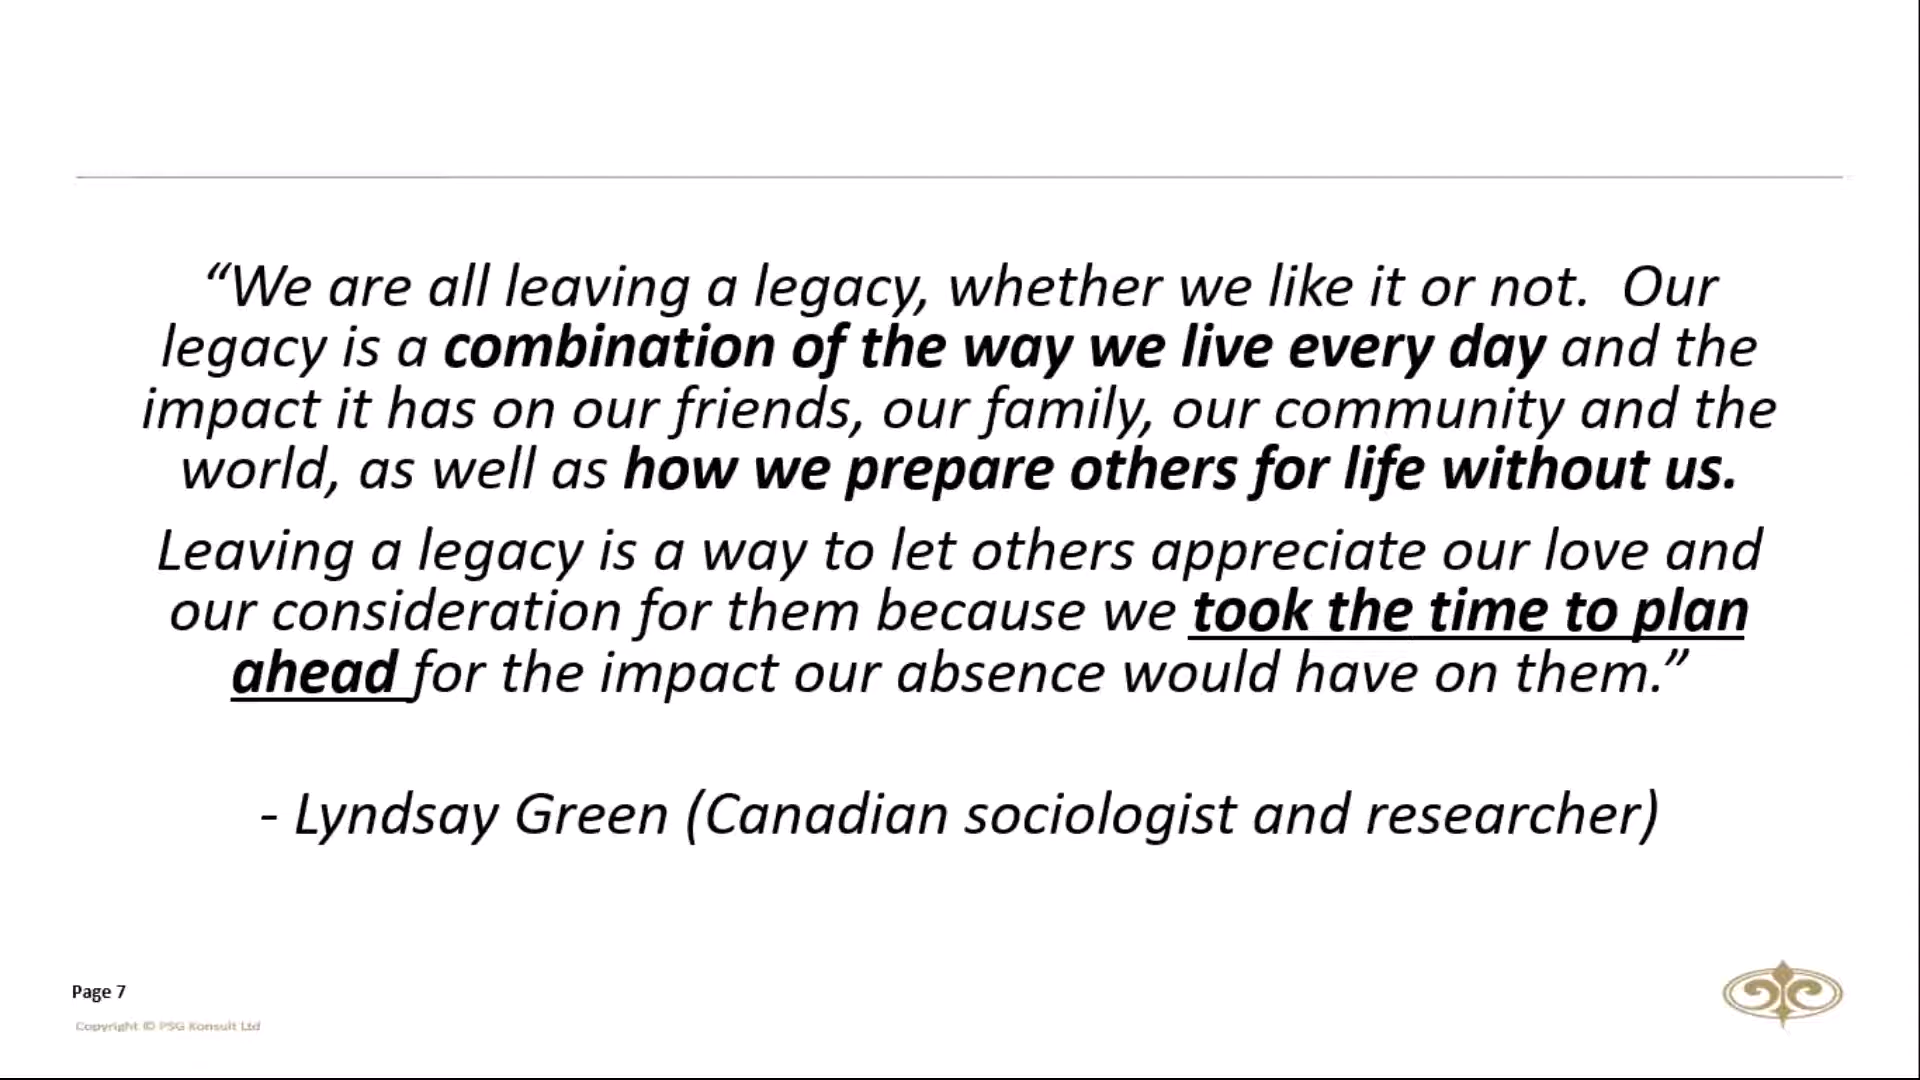 “We are all leaving a legacy, whether we like it or not.  Our
legacy is a combination of the way we live every day and the
impact it has on our friends, our family, our community and the
world, as well as how we prepare others for life without us.
Leaving a legacy is a way to let others appreciate our love and
our consideration for them because we took the time to plan
ahead for the impact our absence would have on them.”
- Lyndsay Green (Canadian sociologist and researcher)
Page 7
Copyright © PSG Konsult Ltd